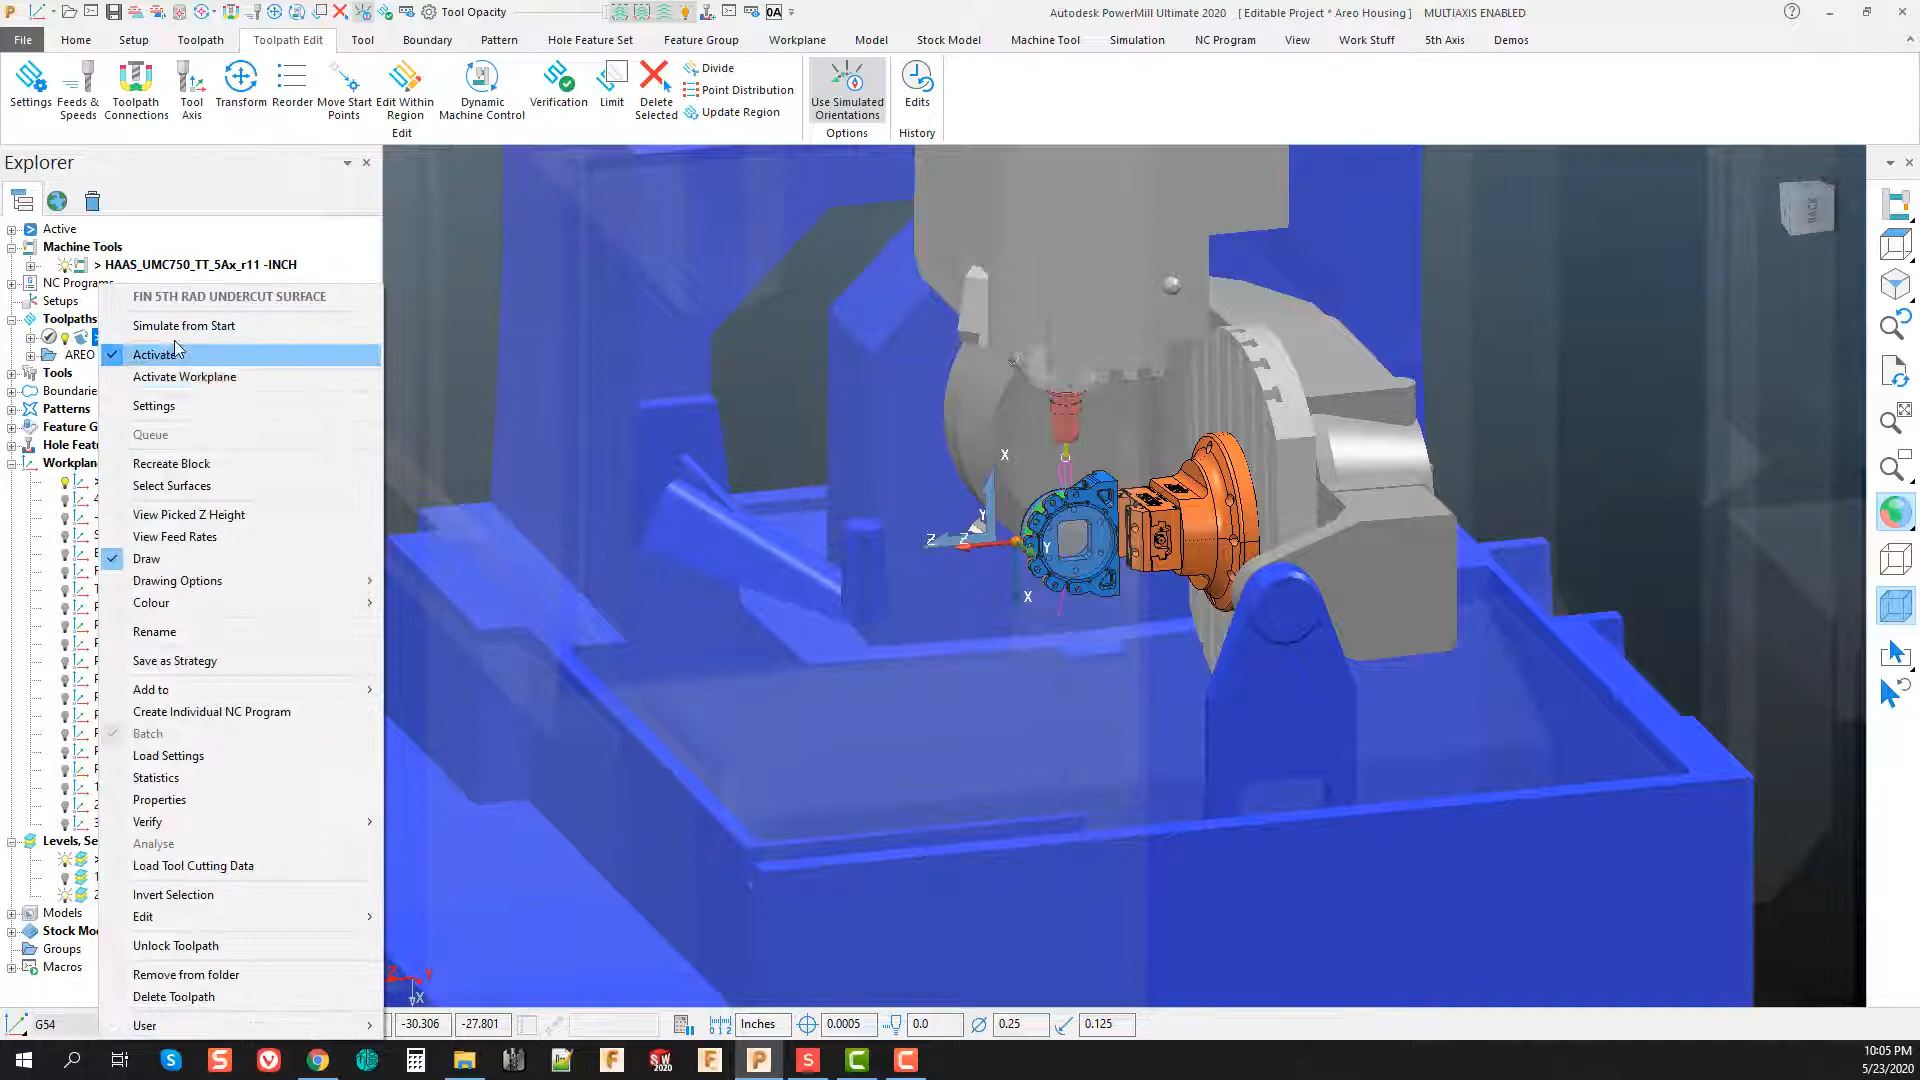 Tool Opacity
Autodesk PowerMill Ultimate 2020 [ Editable Project * Areo Housing ] MULTIAXIS ENABLED
File Home Setup Toolpath Toolpath Edit Tool Boundary Pattern Hole Feature Set Feature Group Workplane Model Stock Model Machine Tool Simulation NC Program View Work Stuff 5th Axis Demos
Settings
Feeds & Speeds
Toolpath Connections
Tool Axis
Transform
Reorder
Move Start Points
Edit Within Region
Dynamic Machine Control
Verification
Limit
Delete Selected
Divide
Point Distribution
Update Region
Use Simulated Orientations
Edits
Edit
Options
History
Explorer
Active
Machine Tools
> HAAS_UMC750_TT_5Ax_r11 -INCH
NC Programs
Setups
Toolpaths
AREO
Tools
Boundarie
Patterns
Feature G
Hole Featu
Workplan
Levels, Se
Models
Stock Mo
Groups
Macros
FIN 5TH RAD UNDERCUT SURFACE
Simulate from Start
Activate
Activate Workplane
Settings
Queue
Recreate Block
Select Surfaces
View Picked Z Height
View Feed Rates
Draw
Drawing Options
Colour
Rename
Save as Strategy
Add to
Create Individual NC Program
Batch
Load Settings
Statistics
Properties
Verify
Analyse
Load Tool Cutting Data
Invert Selection
Edit
Unlock Toolpath
Remove from folder
Delete Toolpath
User
BACK
X
Y
Z Z
Y
X
Z Y
X
G54
-30.306 -27.801 Inches 0.0005 0.0 0.25 0.125
10:05 PM
5/23/2020